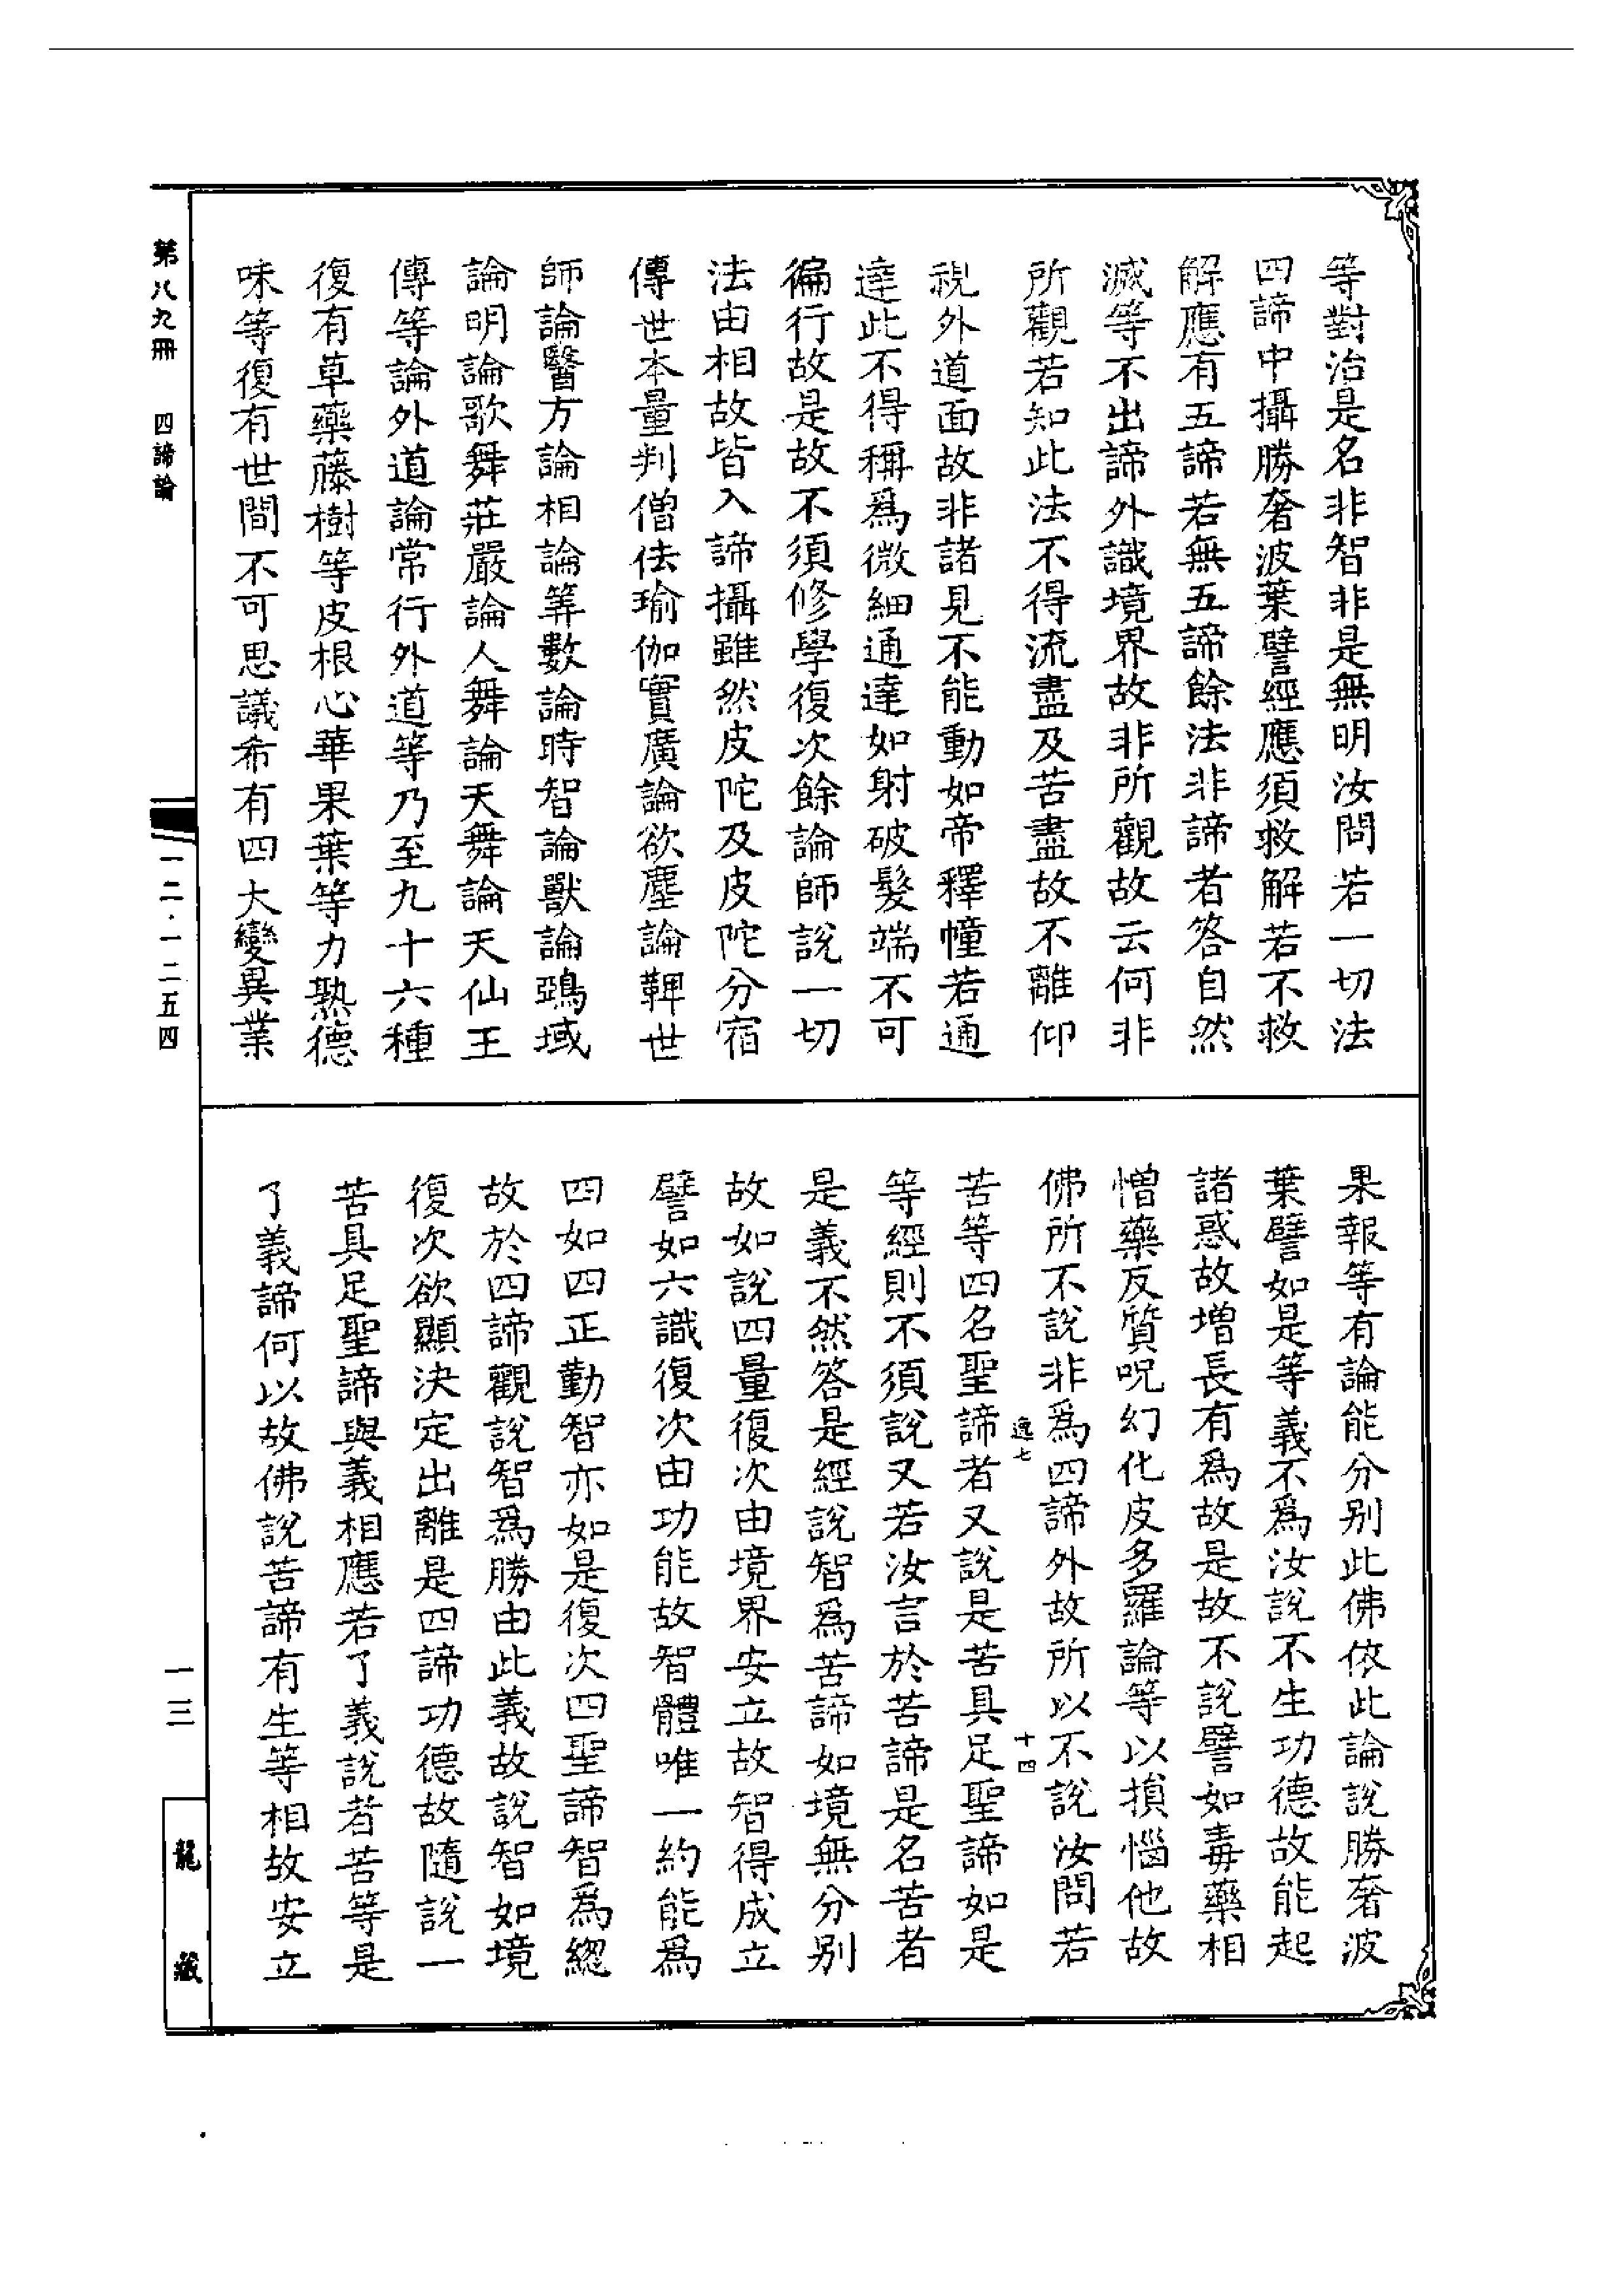 等對治是名非智非是無明汝問若一切法
四諦中攝勝奢波葉譬經應須救解若不救
解應有五諦若無五諦餘法非諦者答自然
滅等不出諦外識境界故非所觀故云何非
所觀若知此法不得流盡及苦盡故不離仰
視外道面故非諸見不能動如帝釋幢若通
達此不得稱爲微細通達如射破髮端不可
徧行故是故不須修學復次餘論師說一切
法由相故皆入諦攝雖然皮陀及皮陀分宿
傳世本量判僧佉瑜伽實廣論欲塵論鞞世
師論醫方論相論筭數論時智論獸論鵄域
論明論歌舞莊嚴論人舞論天舞論天仙王
傳等論外道論常行外道等乃至九十六種
復有草藥藤樹等皮根心華果葉等力熟德
味等復有世間不可思議希有四大變異業
果報等有論能分别此佛依此論說勝奢波
葉譬如是等義不爲汝說不生功德故能起
諸惑故增長有爲故是故不說譬如毒藥相
憎藥反質呪幻化皮多羅論等以損惱他故
佛所不說非爲四諦外故所以不說汝問若
逸七 十四
苦等四名聖諦者又說是苦具足聖諦如是
等經則不須說又若汝言於苦諦是名苦者
是義不然答是經說智爲苦諦如境無分别
故如說四量復次由境界安立故智得成立
譬如六識復次由功能故智體唯一約能爲
四如四正勤智亦如是復次四聖諦智爲緫
故於四諦觀說智爲勝由此義故說智如境
復次欲顯決定出離是四諦功德故隨說一
苦具足聖諦與義相應若了義說者苦等是
了義諦何以故佛說苦諦有生等相故安立
第八九冊 四諦論
一二·一二五四
一三
龍藏